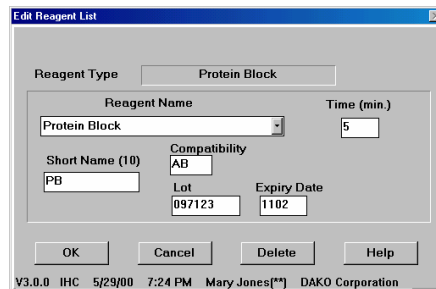 Edit Reagent List
Reagent Type Protein Block
Reagent Name Time (min.)
Protein Block 5
Compatibility
Short Name (10) AB
PB
Lot Expiry Date
097123 1102
OK Cancel Delete Help
V3.0.0 IHC 5/29/00 7:24 PM Mary Jones[**) DAKO Corporation